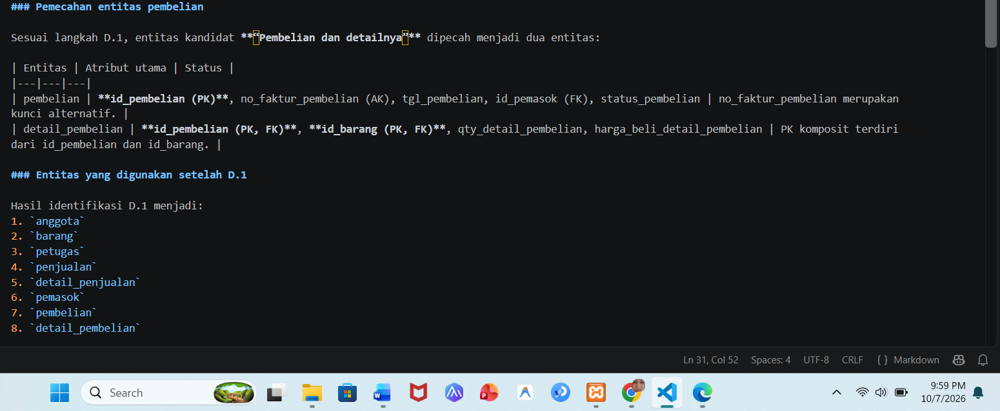 ### Pemecahan entitas pembelian
Sesuai langkah D.1, entitas kandidat **“Pembelian dan detailnya”** dipecah menjadi dua entitas:
| Entitas | Atribut utama | Status |
|---|---|---|
| pembelian | **id_pembelian (PK)**, no_faktur_pembelian (AK), tgl_pembelian, id_pemasok (FK), status_pembelian | no_faktur_pembelian merupakan
kunci alternatif. |
| detail_pembelian | **id_pembelian (PK, FK)**, **id_barang (PK, FK)**, qty_detail_pembelian, harga_beli_detail_pembelian | PK komposit terdiri
dari id_pembelian dan id_barang. |
### Entitas yang digunakan setelah D.1
Hasil identifikasi D.1 menjadi:
1. `anggota`
2. `barang`
3. `petugas`
4. `penjualan`
5. `detail_penjualan`
6. `pemasok`
7. `pembelian`
8. `detail_pembelian`
Ln 31, Col 52 Spaces: 4 UTF-8 CRLF { } Markdown
Search
9:59 PM
10/7/2026